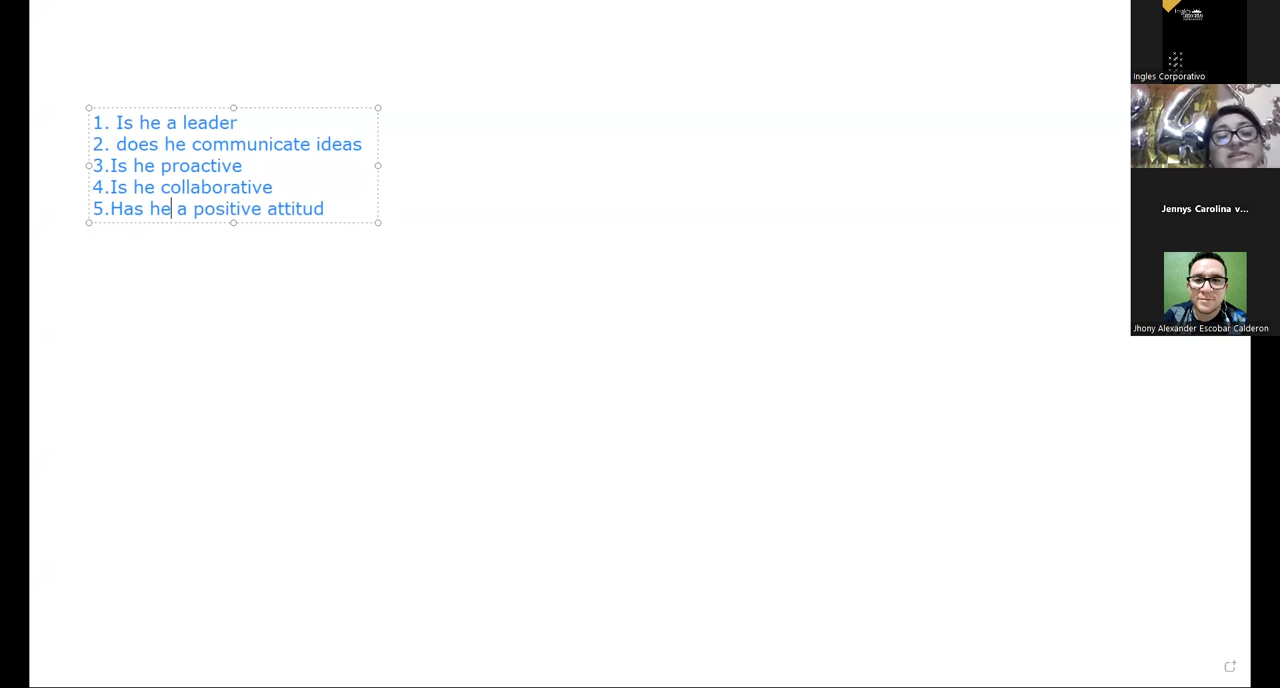 1. Is he a leader
2. does he communicate ideas
3.Is he proactive
4.Is he collaborative
5.Has he a positive attitud
Ingles Corporativo
Jennys Carolina v...
Jhony Alexander Escobar Calderon